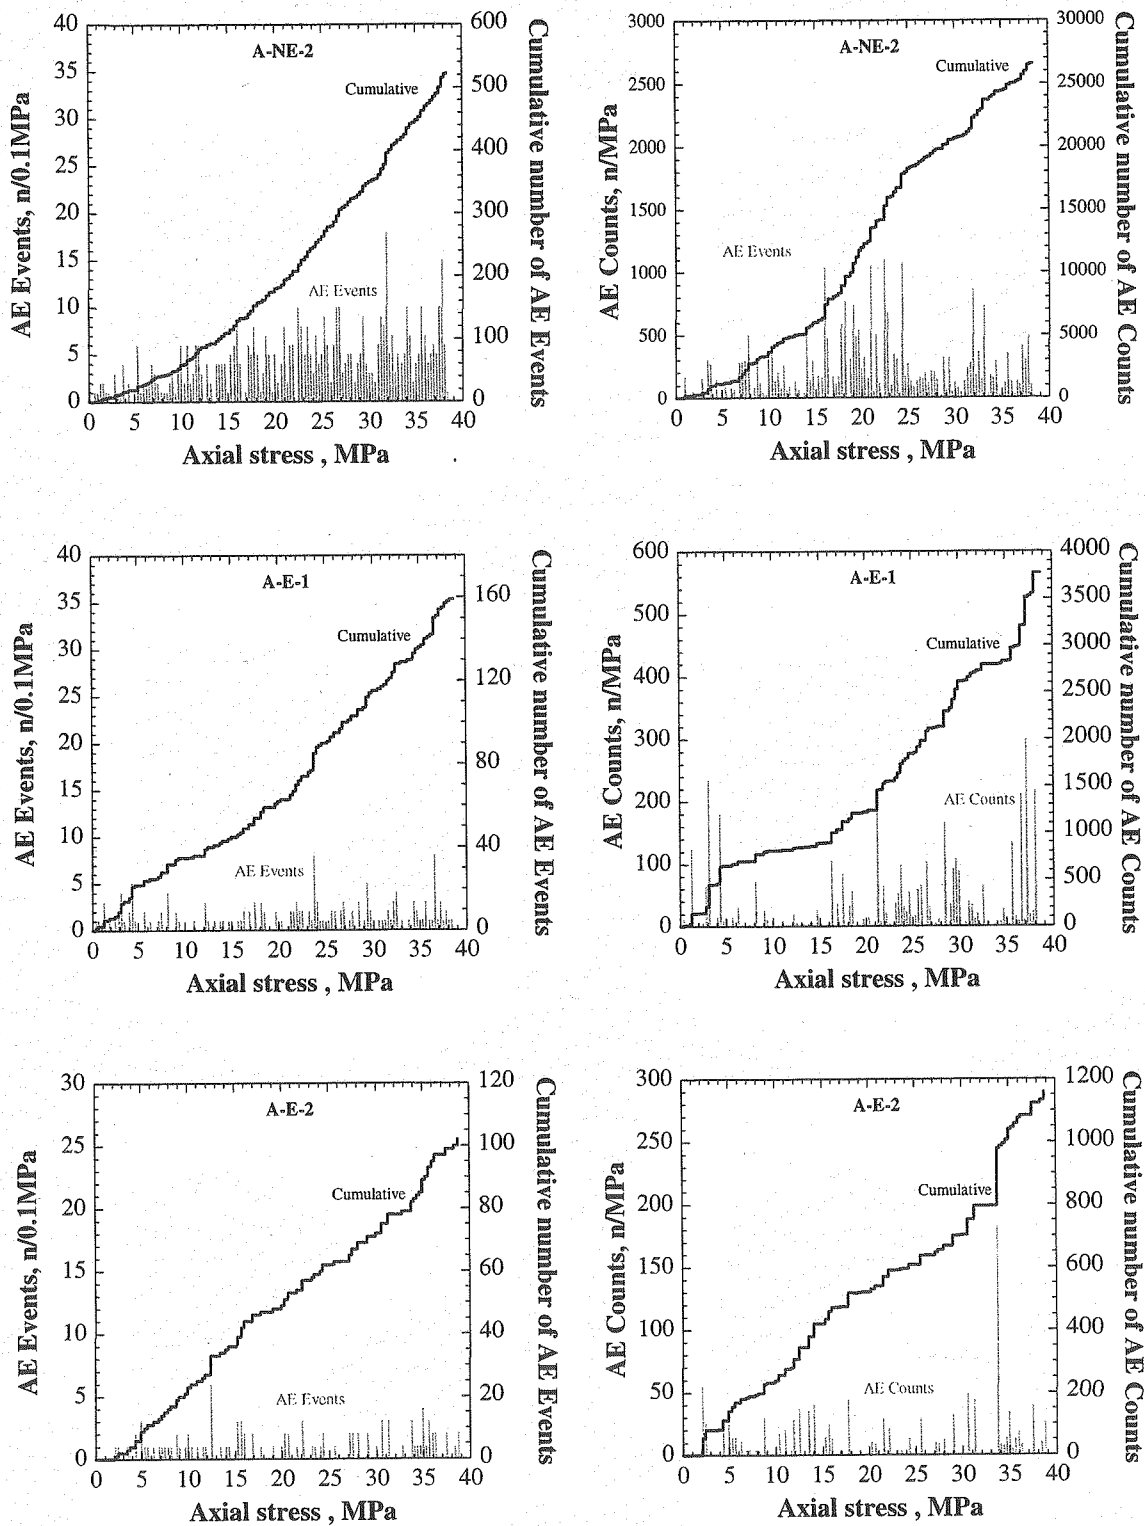 A-NE-2
Cumulative
AE Events
AE Events, n/0.1MPa
40
35
30
25
20
15
10
5
0
600
500
400
300
200
100
0
Cumulative number of AE Events
0 5 10 15 20 25 30 35 40
Axial stress , MPa
A-NE-2
Cumulative
AE Events
AE Counts, n/MPa
3000
2500
2000
1500
1000
500
0
30000
25000
20000
15000
10000
5000
0
Cumulative number of AE Counts
0 5 10 15 20 25 30 35 40
Axial stress , MPa
A-E-1
Cumulative
AE Events
AE Events, n/0.1MPa
40
35
30
25
20
15
10
5
0
160
120
80
40
0
Cumulative number of AE Events
0 5 10 15 20 25 30 35 40
Axial stress , MPa
A-E-1
Cumulative
AE Counts
AE Counts, n/MPa
600
500
400
300
200
100
0
4000
3500
3000
2500
2000
1500
1000
500
0
Cumulative number of AE Counts
0 5 10 15 20 25 30 35 40
Axial stress , MPa
A-E-2
Cumulative
AE Events
AE Events, n/0.1MPa
30
25
20
15
10
5
0
120
100
80
60
40
20
0
Cumulative number of AE Events
0 5 10 15 20 25 30 35 40
Axial stress , MPa
A-E-2
Cumulative
AE Counts
AE Counts, n/MPa
300
250
200
150
100
50
0
1200
1000
800
600
400
200
0
Cumulative number of AE Counts
0 5 10 15 20 25 30 35 40
Axial stress , MPa